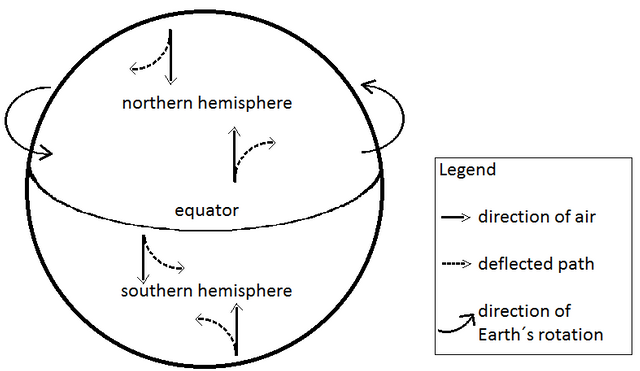 northern hemisphere
equator
southern hemisphere
Legend
direction of air
deflected path
direction of
Earth´s rotation